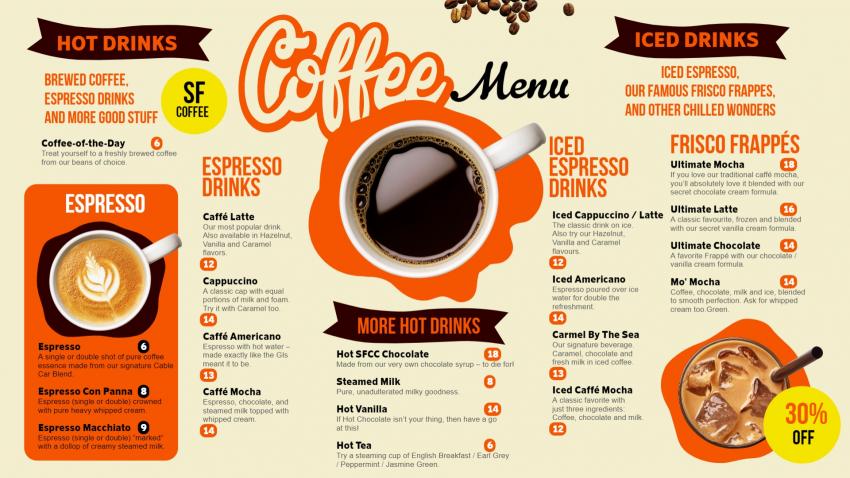 HOT DRINKS
BREWED COFFEE,
ESPRESSO DRINKS
AND MORE GOOD STUFF
SF
COFFEE
Coffee-of-the-Day 6
Treat yourself to a freshly brewed coffee
from our beans of choice.
ESPRESSO
Espresso 6
A single or double shot of pure coffee
essence made from our signature Cable
Car Blend.
Espresso Con Panna 8
Espresso (single or double) crowned
with pure heavy whipped cream.
Espresso Macchiato 9
Espresso (single or double) "marked"
with a dollop of creamy steamed milk.
Coffee Menu
ESPRESSO
DRINKS
Caffé Latte
Our most popular drink.
Also available in Hazelnut,
Vanilla and Caramel
flavors.
12
Cappuccino
A classic cap with equal
portions of milk and foam.
Try it with Caramel too.
14
Caffé Americano
Espresso with hot water –
made exactly like the GIs
meant it to be.
13
Caffé Mocha
Espresso, chocolate, and
steamed milk topped with
whipped cream.
14
MORE HOT DRINKS
Hot SFCC Chocolate 18
Made from our very own chocolate syrup – to die for!
Steamed Milk 8
Pure, unadulterated milky goodness.
Hot Vanilla 14
If Hot Chocolate isn't your thing, then have a go
at this!
Hot Tea 6
Try a steaming cup of English Breakfast / Earl Grey
/ Peppermint / Jasmine Green.
ICED DRINKS
ICED ESPRESSO,
OUR FAMOUS FRISCO FRAPPES,
AND OTHER CHILLED WONDERS
ICED
ESPRESSO
DRINKS
Iced Cappuccino / Latte
The classic drink on ice.
Also try our Hazelnut,
Vanilla and Caramel
flavours.
12
Iced Americano
Espresso poured over ice
water for double the
refreshment.
14
Carmel By The Sea
Our signature beverage.
Caramel, chocolate and
fresh milk in iced coffee.
13
Iced Caffé Mocha
A classic favorite with
just three ingredients:
Coffee, chocolate and milk.
12
FRISCO FRAPPÉS
Ultimate Mocha 18
If you love our traditional caffé mocha,
you'll absolutely love it blended with our
secret chocolate cream formula.
Ultimate Latte 16
A classic favourite, frozen and blended
with our secret vanilla cream formula.
Ultimate Chocolate 14
A favorite Frappé with our chocolate /
vanilla cream formula.
Mo' Mocha 14
Coffee, chocolate, milk and ice, blended
to smooth perfection. Ask for whipped
cream too.Green.
30%
OFF